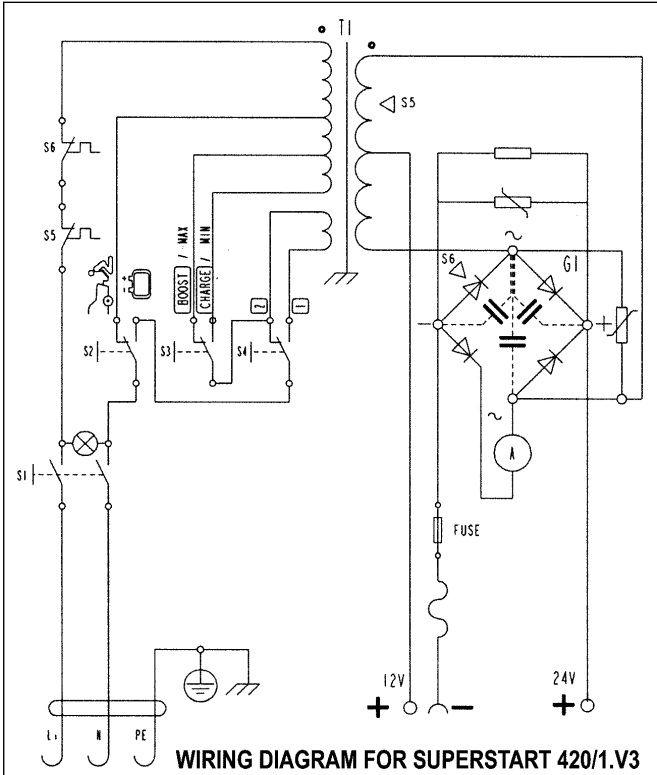 T1
S5
S6
S5
BOOST / MAX
CHARGE / MIN
2
1
+
-
S6
G1
~
-
+
~
S2
S3
S4
A
S1
FUSE
12V
24V
+
-
+
L1
N
PE
WIRING DIAGRAM FOR SUPERSTART 420/1.V3